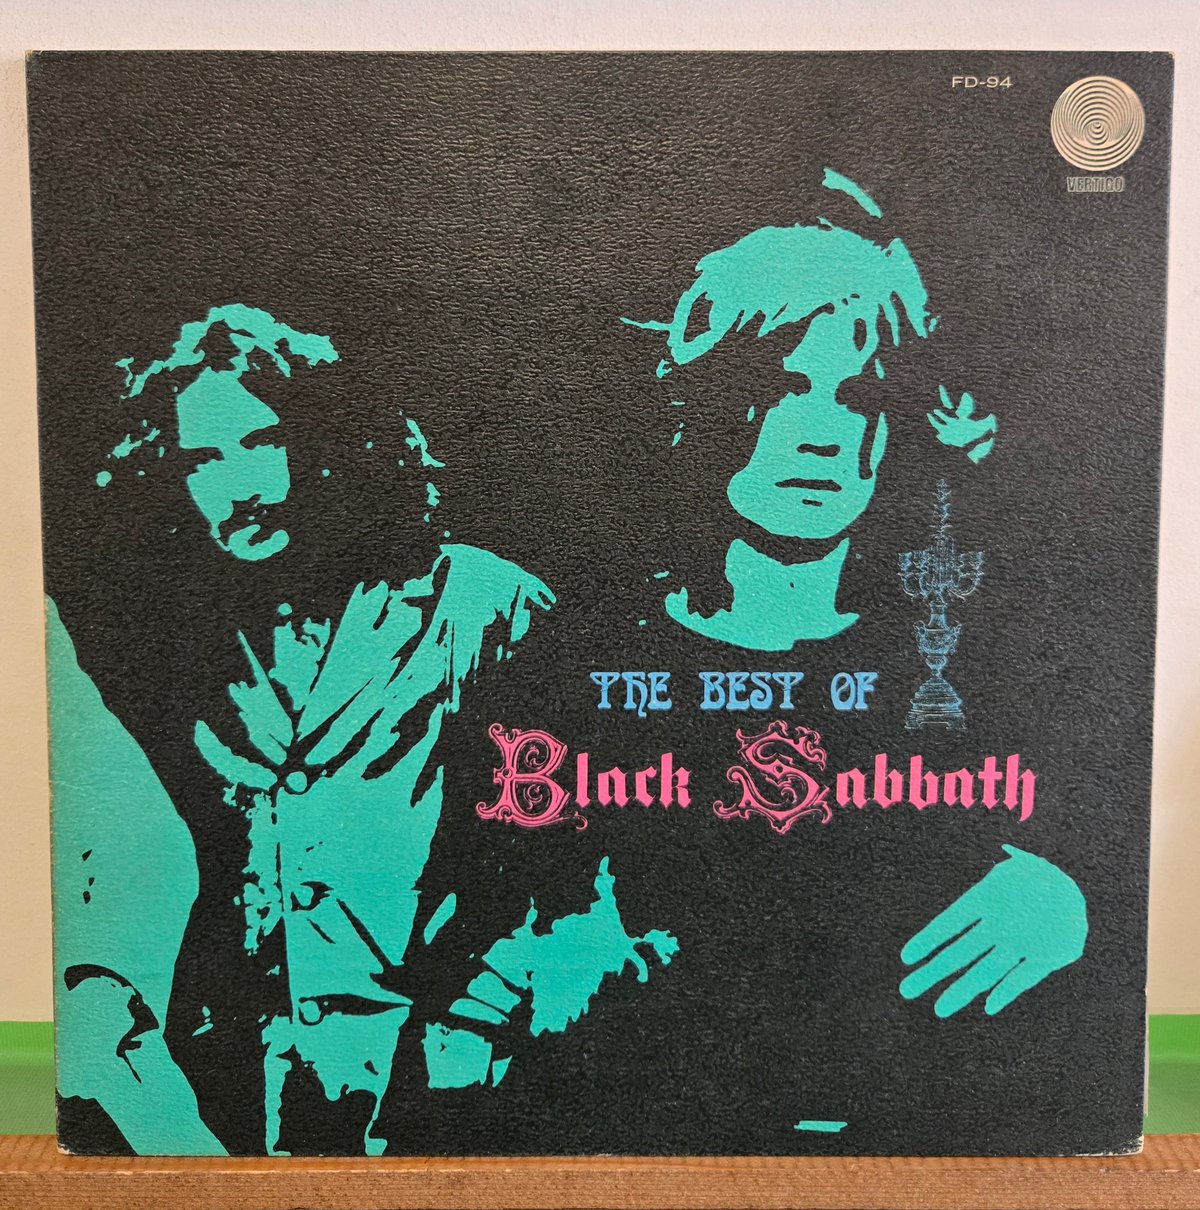 FD-94
VERTIGO
THE BEST OF
Black Sabbath